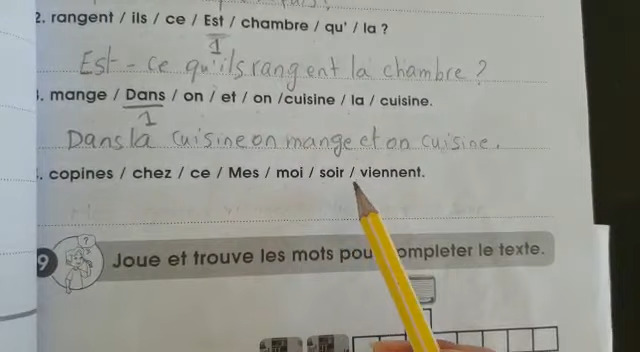 2. rangent / ils / ce / Est / chambre / qu' / la ?
1
Est-ce qu'ils rangent la chambre ?
. mange / Dans / on / et / on /cuisine / la / cuisine.
1
Dans la cuisine on mange et on cuisine.
. copines / chez / ce / Mes / moi / soir / viennent.
9 Joue et trouve les mots pou ompleter le texte.